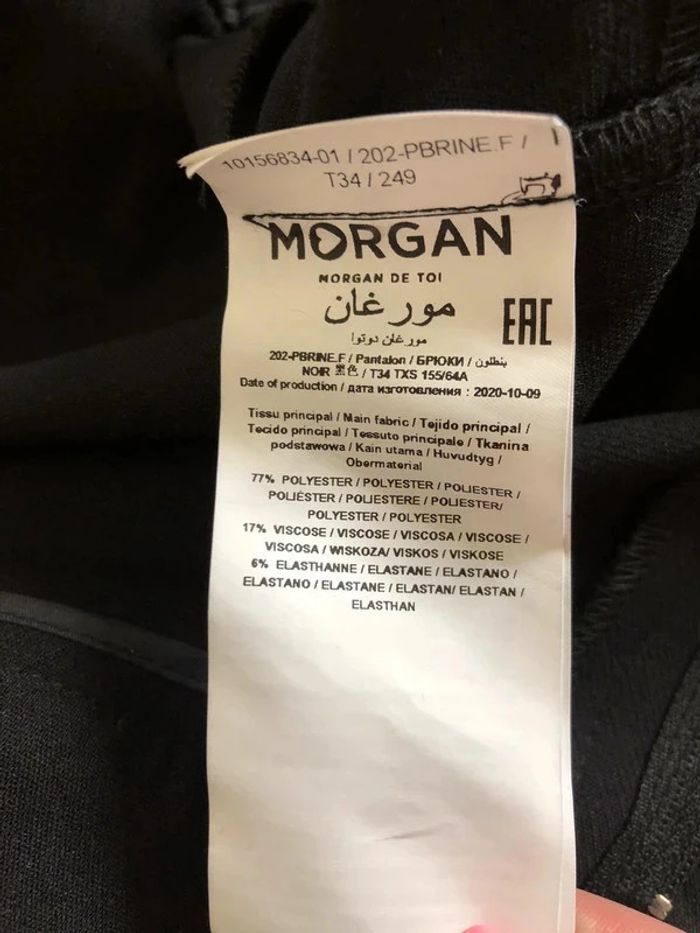 10156834-01 / 202-PBRINE.F /
T34 / 249
MORGAN
MORGAN DE TOI
مورغان
مورغان دوتوا
EAC
202-PBRINE.F / Pantalon / БРЮКИ / بنطلون /
NOIR 黑色 / T34 TXS 155/64A
Date of production / дата изготовления : 2020-10-09
Tissu principal / Main fabric / Tejido principal /
Tecido principal / Tessuto principale / Tkanina
podstawowa / Kain utama / Huvudtyg /
Obermaterial
77% POLYESTER / POLYESTER / POLIESTER /
POLIÉSTER / POLIESTERE / POLIESTER/
POLYESTER / POLYESTER
17% VISCOSE / VISCOSE / VISCOSA / VISCOSE /
VISCOSA / WISKOZA/ VISKOS / VISKOSE
6% ELASTHANNE / ELASTANE / ELASTANO /
ELASTANO / ELASTANE / ELASTAN/ ELASTAN /
ELASTHAN